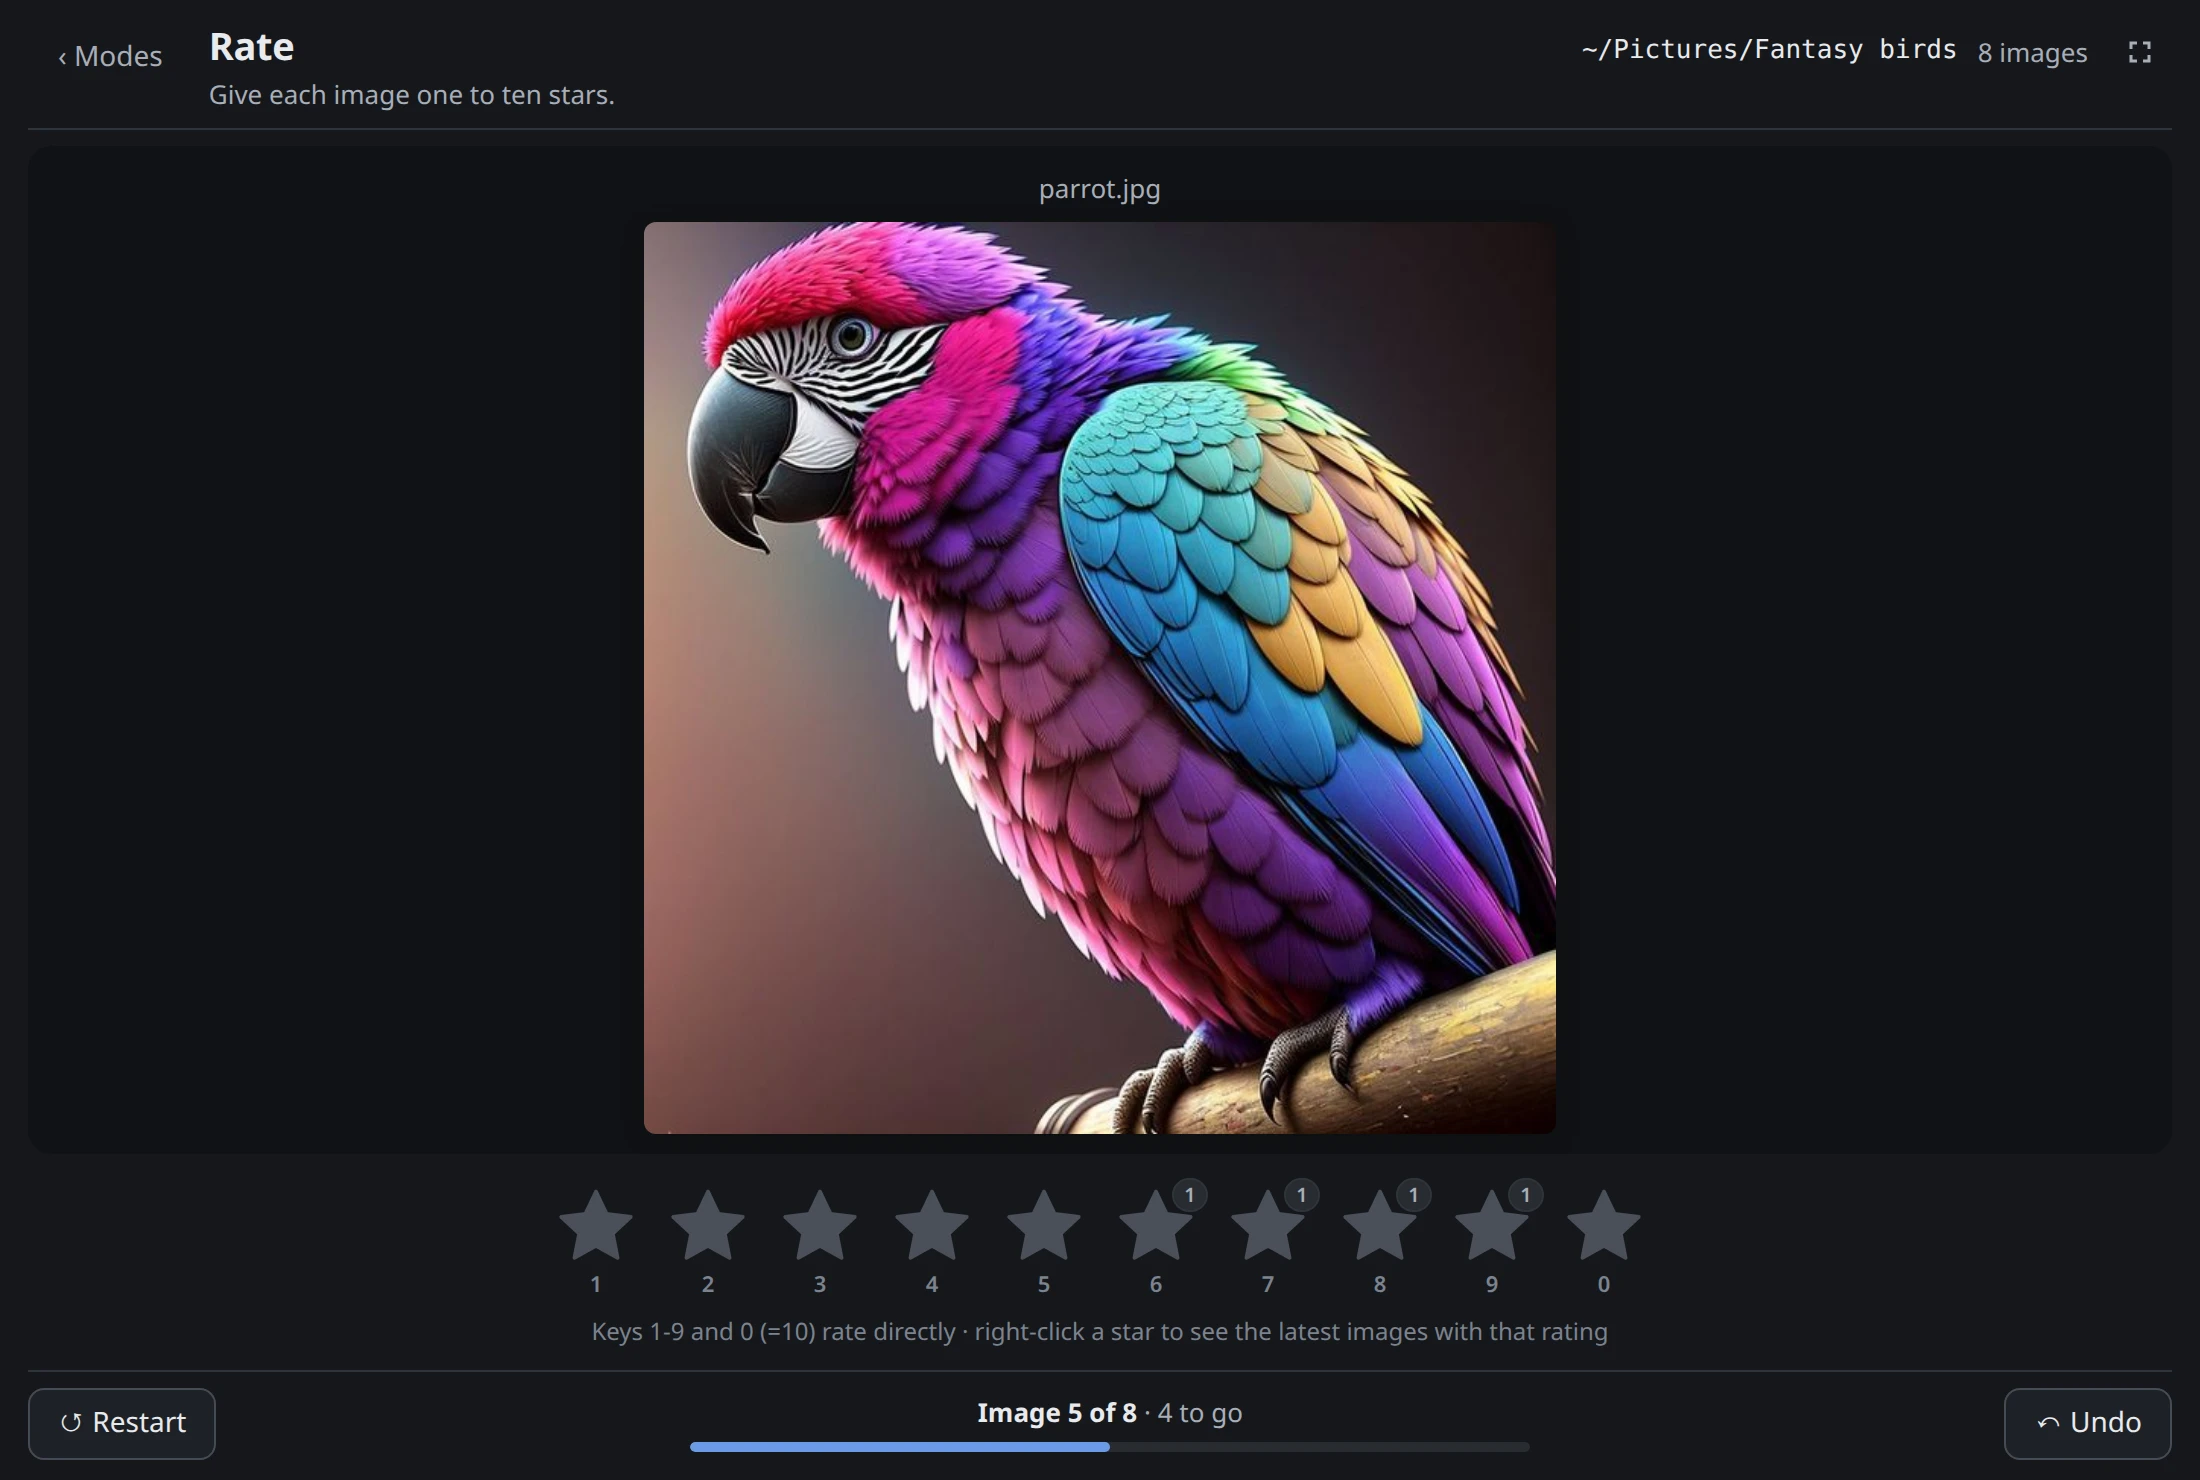 ‹ Modes
Rate
Give each image one to ten stars.
~/Pictures/Fantasy birds 8 images
parrot.jpg
1 1 1 1
1 2 3 4 5 6 7 8 9 0
Keys 1-9 and 0 (=10) rate directly · right-click a star to see the latest images with that rating
Restart
Image 5 of 8 · 4 to go
Undo